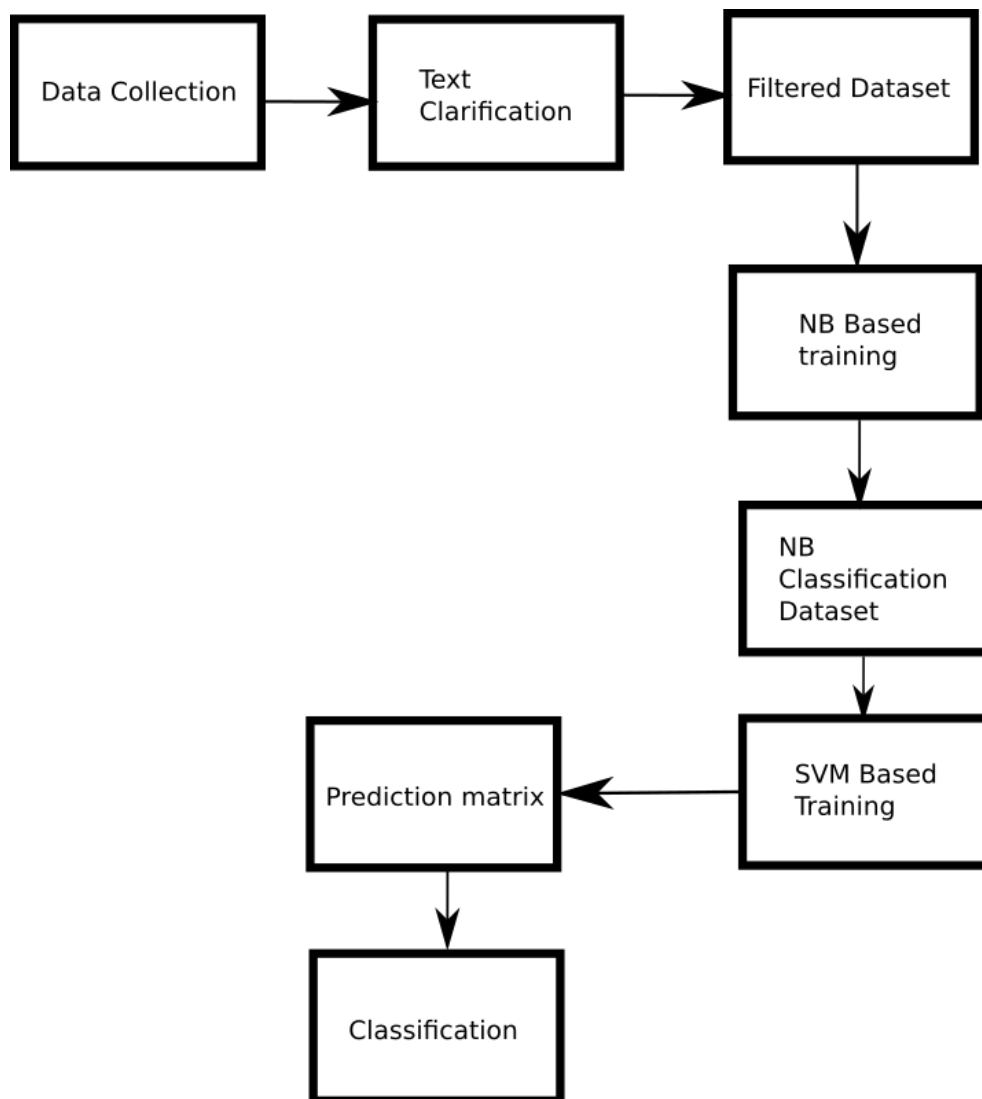 Data Collection
Text
Clarification
Filtered Dataset
NB Based
training
NB
Classification
Dataset
SVM Based
Training
Prediction matrix
Classification